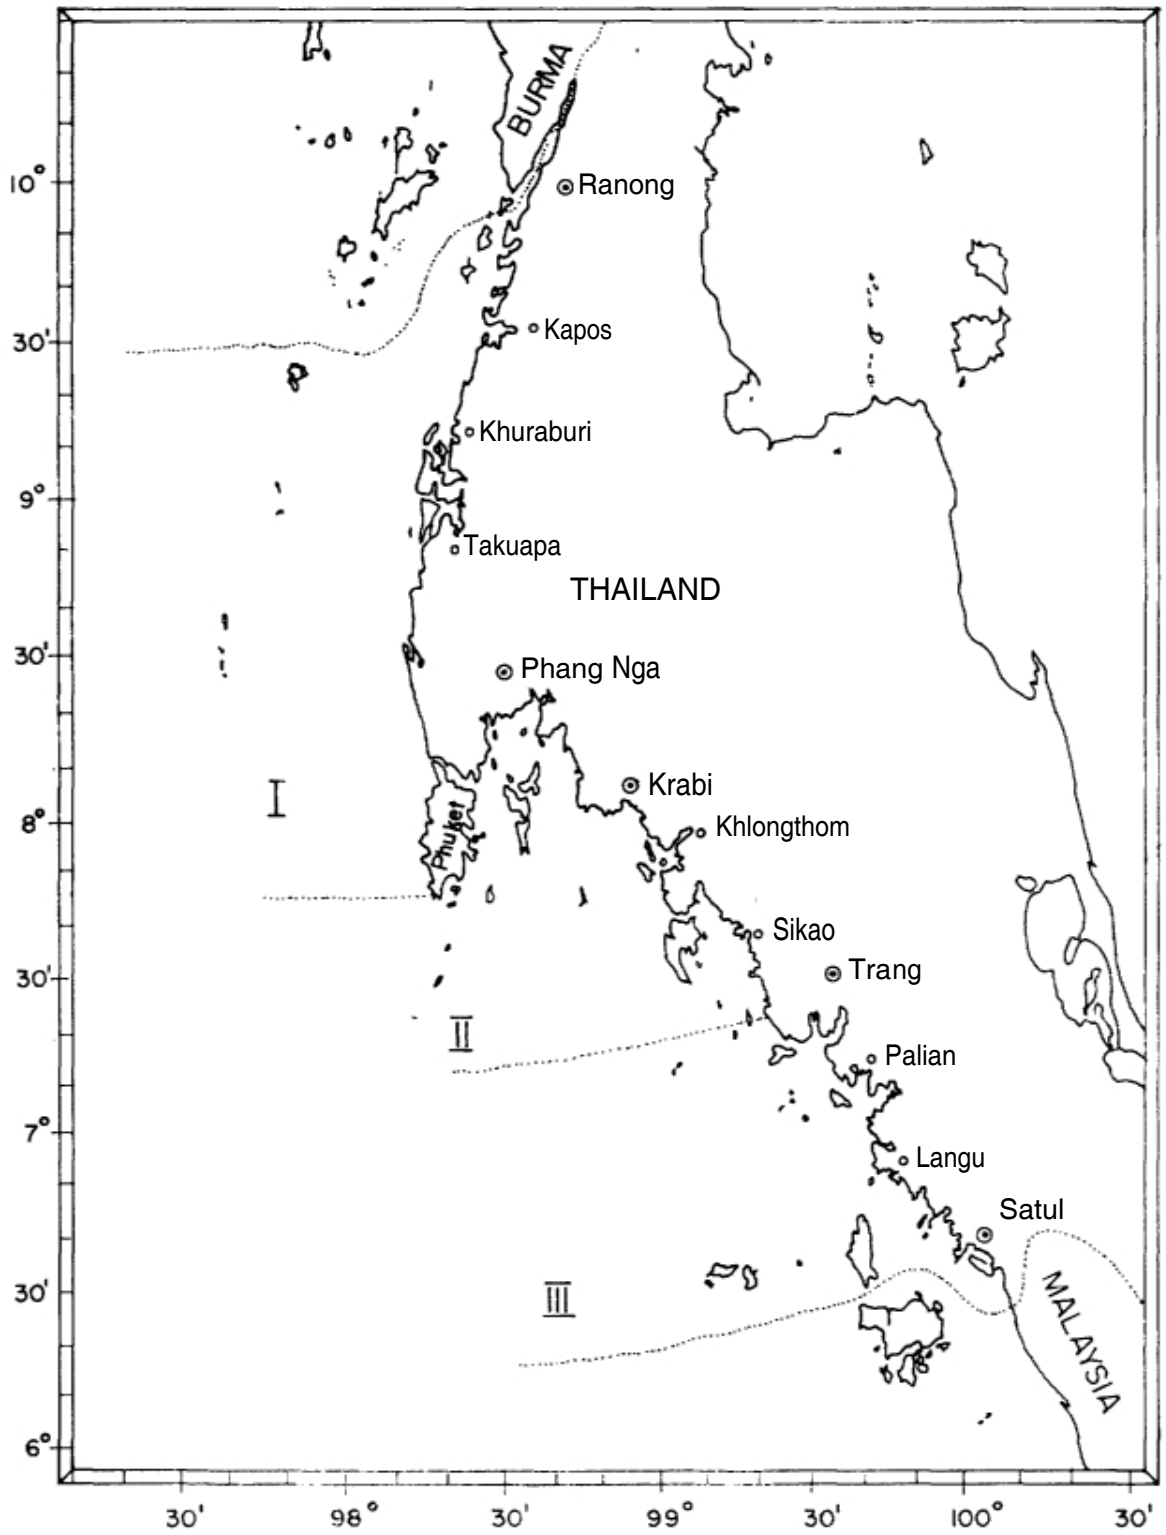 BURMA
10°
Ranong
30'
Kapos
Khuraburi
9°
Takuapa
THAILAND
30'
Phang Nga
I
Krabi
8°
Phuket
Khlongthom
Sikao
30'
Trang
II
Palian
7°
Langu
Satul
30'
III
MALAYSIA
6°
30' 98° 30' 99° 30' 100° 30'